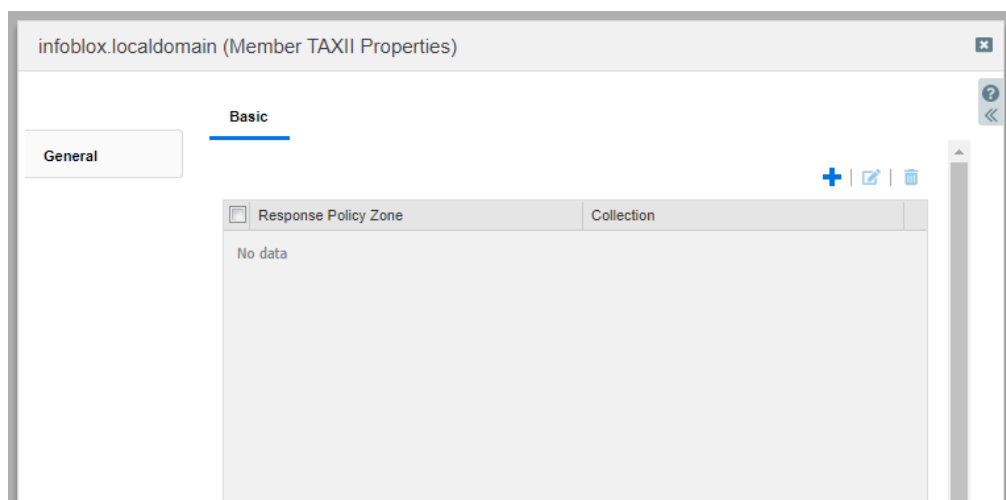 infoblox.localdomain (Member TAXII Properties)
Basic
General
Response Policy Zone Collection
No data